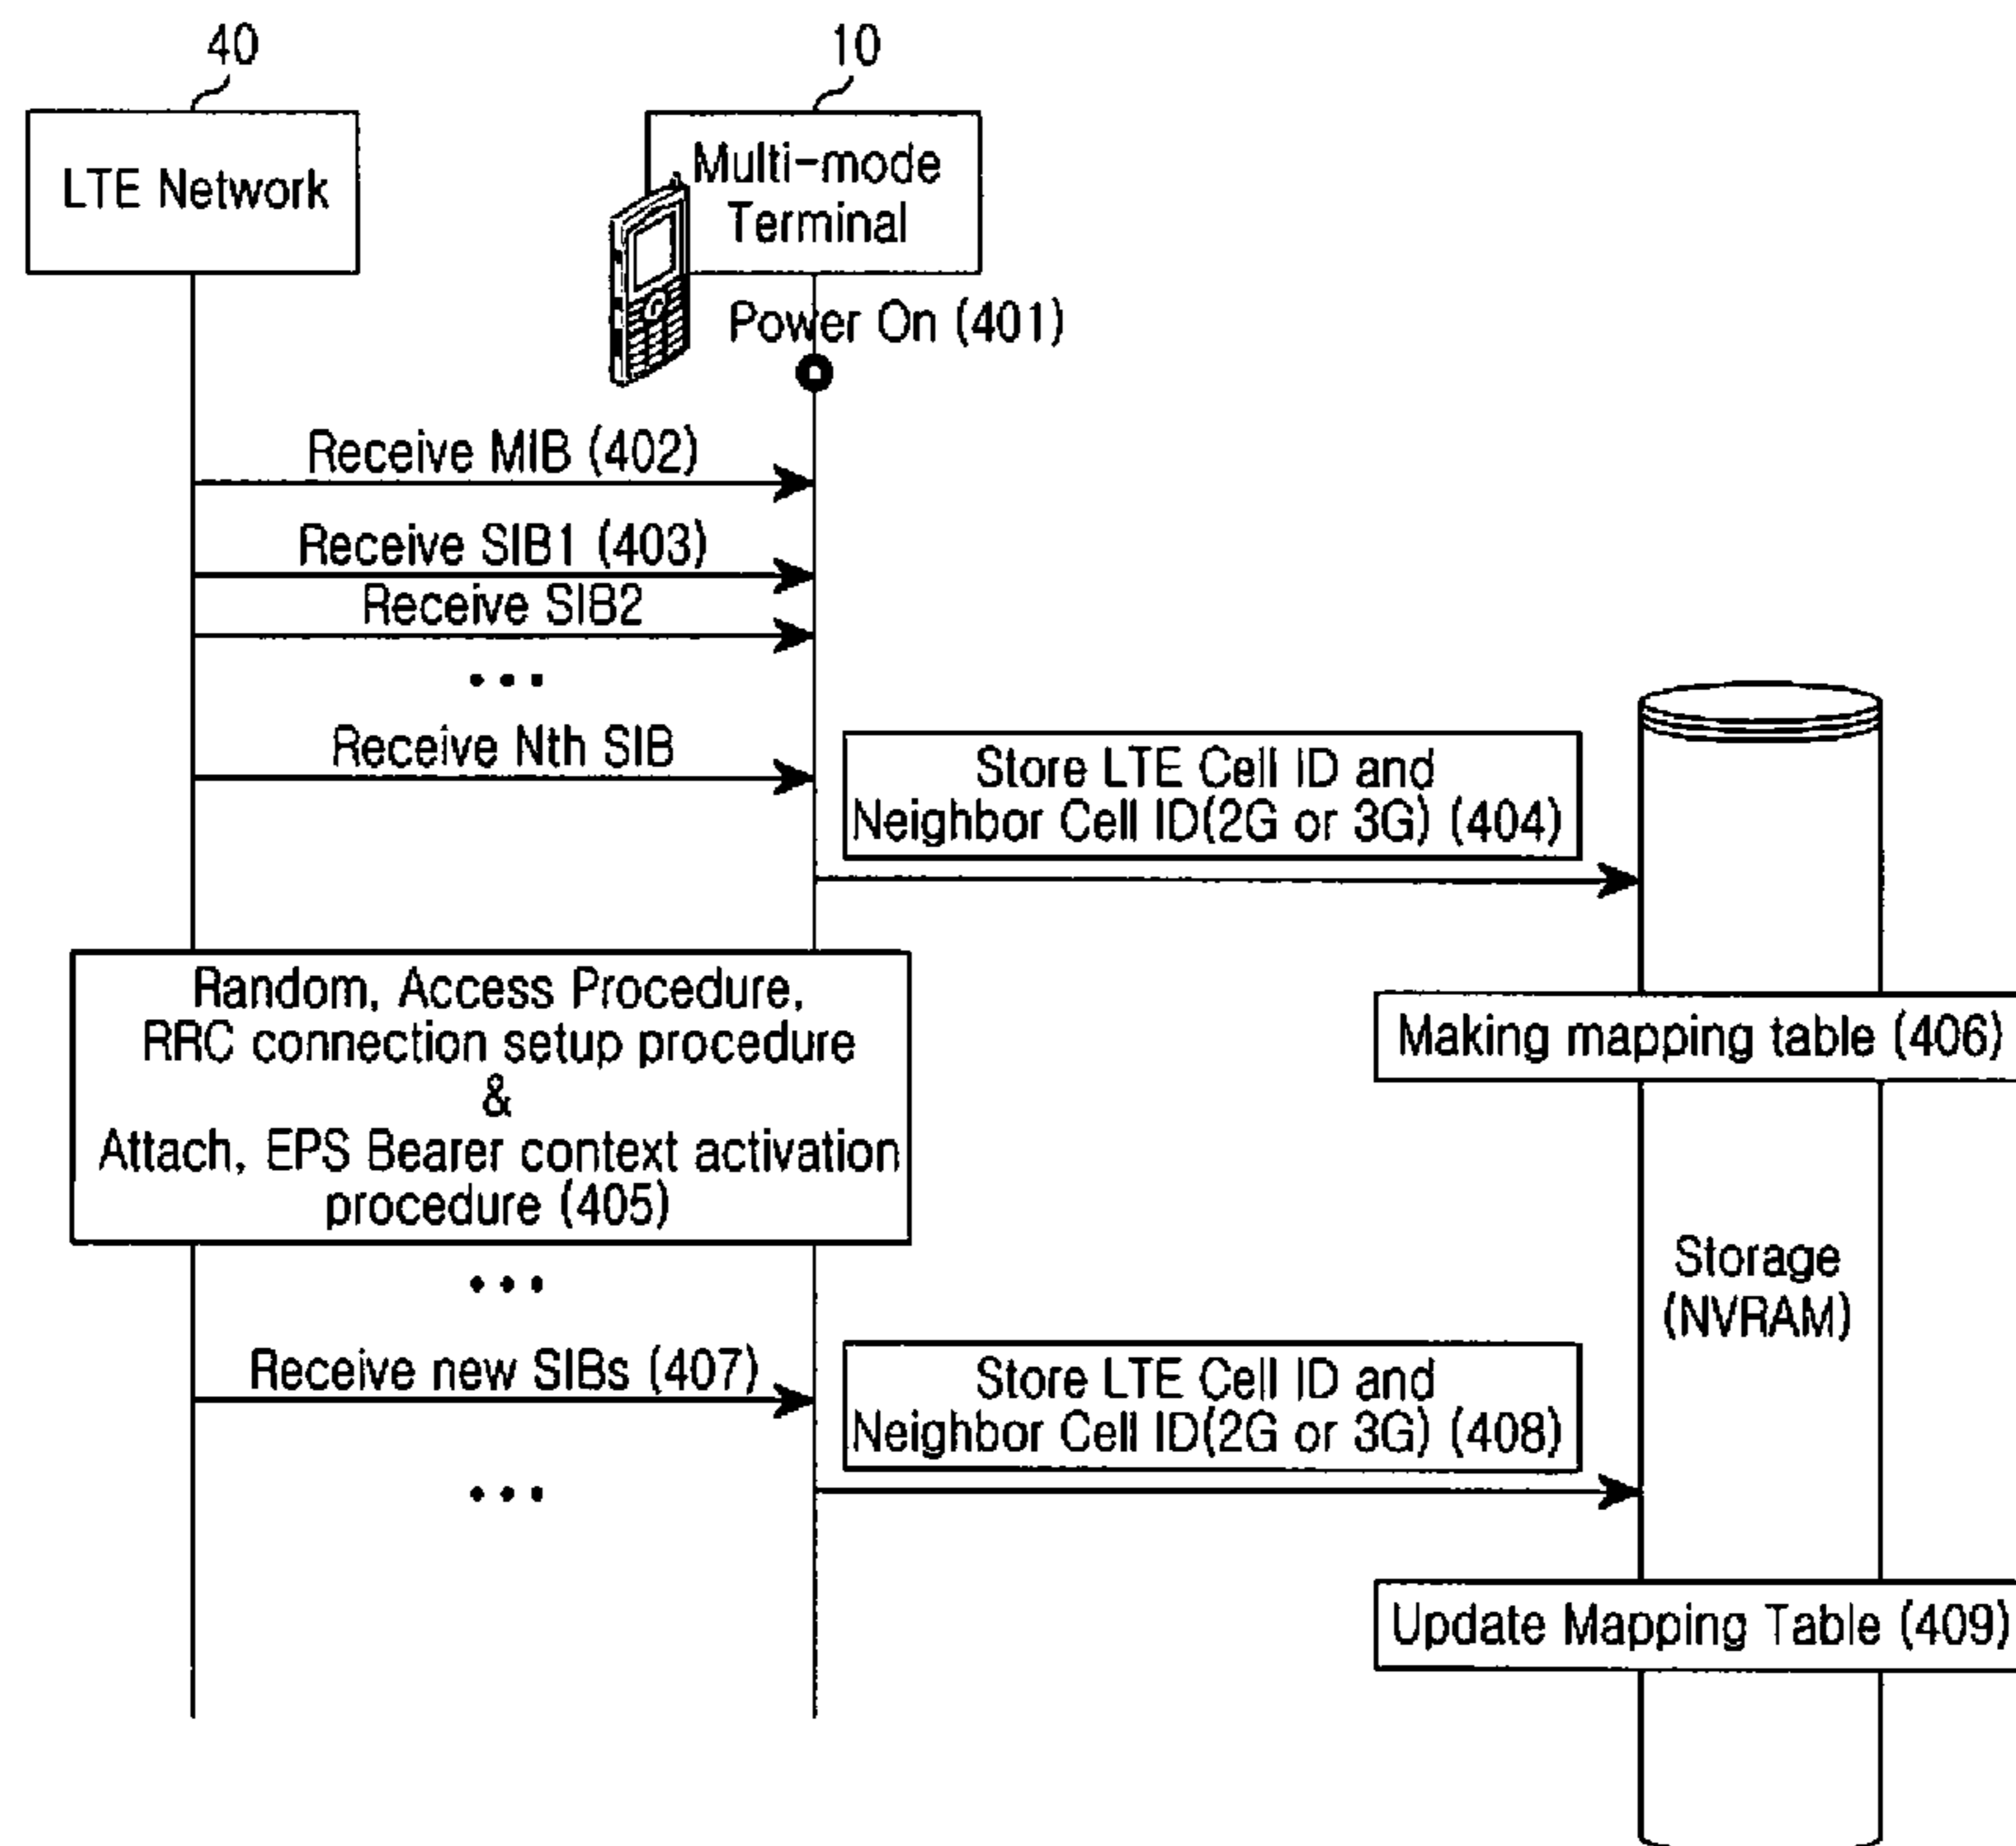 40
10
LTE Network
Multi-mode
Terminal
Power On (401)
Receive MIB (402)
Receive SIB1 (403)
Receive SIB2
•••
Receive Nth SIB
Store LTE Cell ID and
Neighbor Cell ID(2G or 3G) (404)
Random, Access Procedure,
RRC connection setup procedure
&
Attach, EPS Bearer context activation
procedure (405)
Making mapping table (406)
•••
Storage
(NVRAM)
Receive new SIBs (407)
Store LTE Cell ID and
Neighbor Cell ID(2G or 3G) (408)
•••
Update Mapping Table (409)